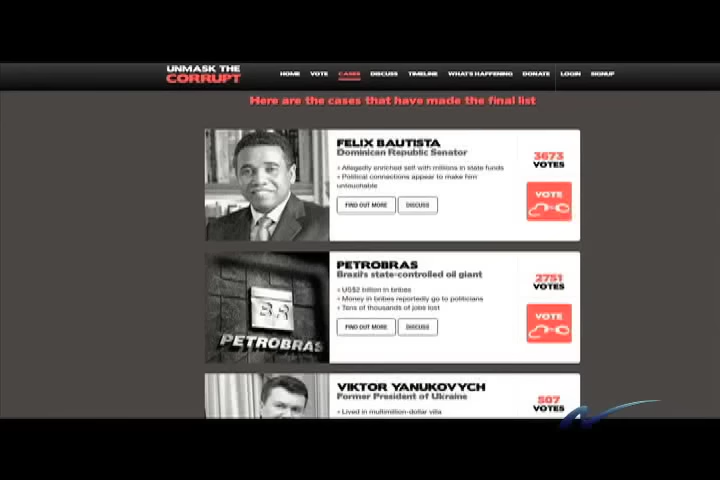 UNMASK THE
CORRUPT
HOME VOTE CASES DISCUSS TIMELINE WHAT'S HAPPENING DONATE LOGIN SIGNUP
Here are the cases that have made the final list
FELIX BAUTISTA
Dominican Republic Senator
+ Allegedly enriched self with millions in state funds
+ Political connections appear to make him
untouchable
FIND OUT MORE DISCUSS
3673
VOTES
VOTE
PETROBRAS
Brazil's state-controlled oil giant
+ US$2 billion in bribes
+ Money in bribes reportedly go to politicians
+ Tens of thousands of jobs lost
FIND OUT MORE DISCUSS
2751
VOTES
VOTE
BR
PETROBRAS
VIKTOR YANUKOVYCH
Former President of Ukraine
+ Lived in multimillion-dollar villa
507
VOTES